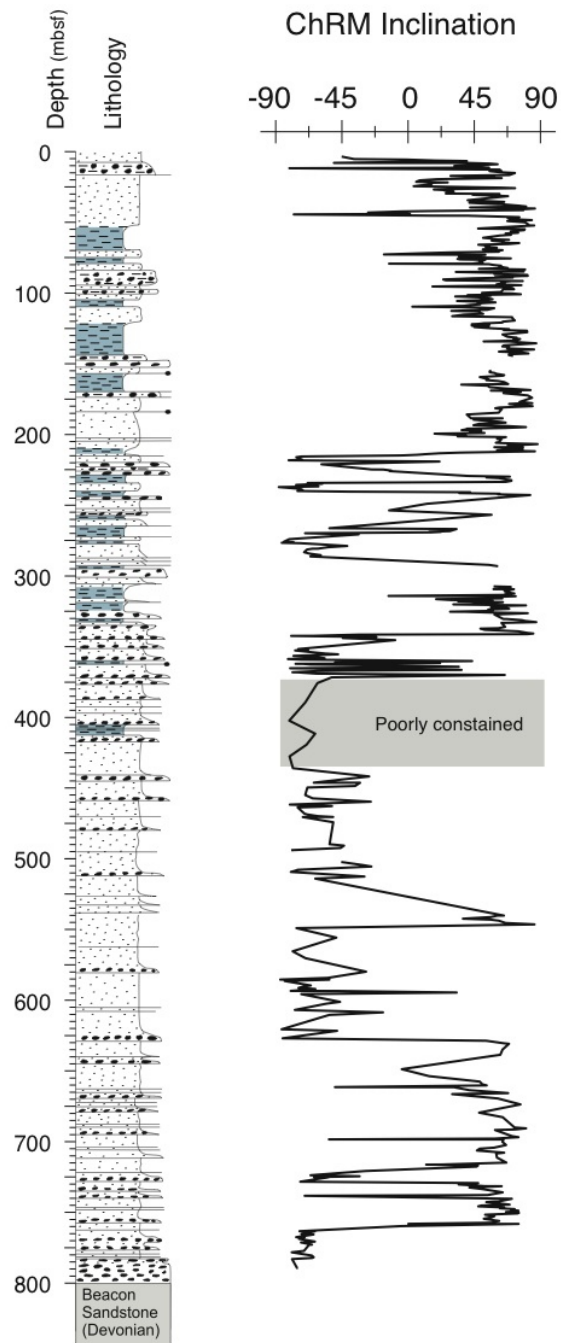 ChRM Inclination
Depth (mbsf)
Lithology
-90 -45 0 45 90
0
100
200
300
400
500
600
700
800
Poorly constained
Beacon
Sandstone
(Devonian)